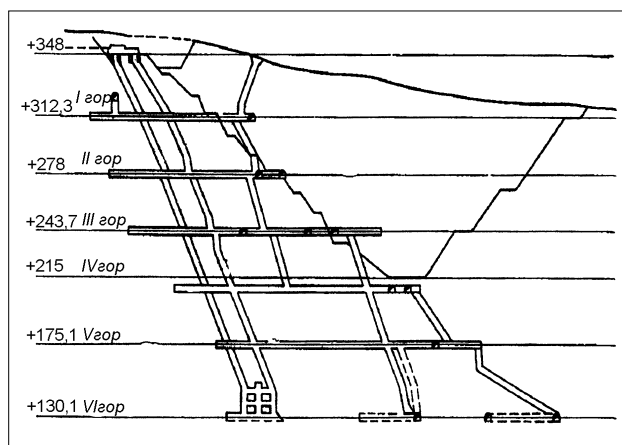 +348
+312,3 I гор
+278 II гор
+243,7 III гор
+215 IVгор
+175,1 Vгор
+130,1 VIгор